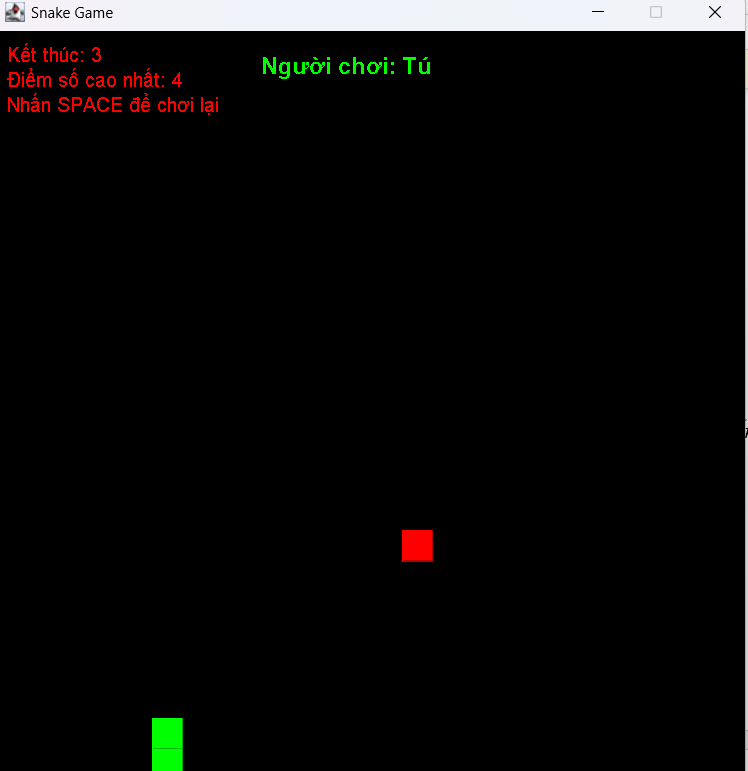 Snake Game
Kết thúc: 3
Người chơi: Tú
Điểm số cao nhất: 4
Nhấn SPACE để chơi lại